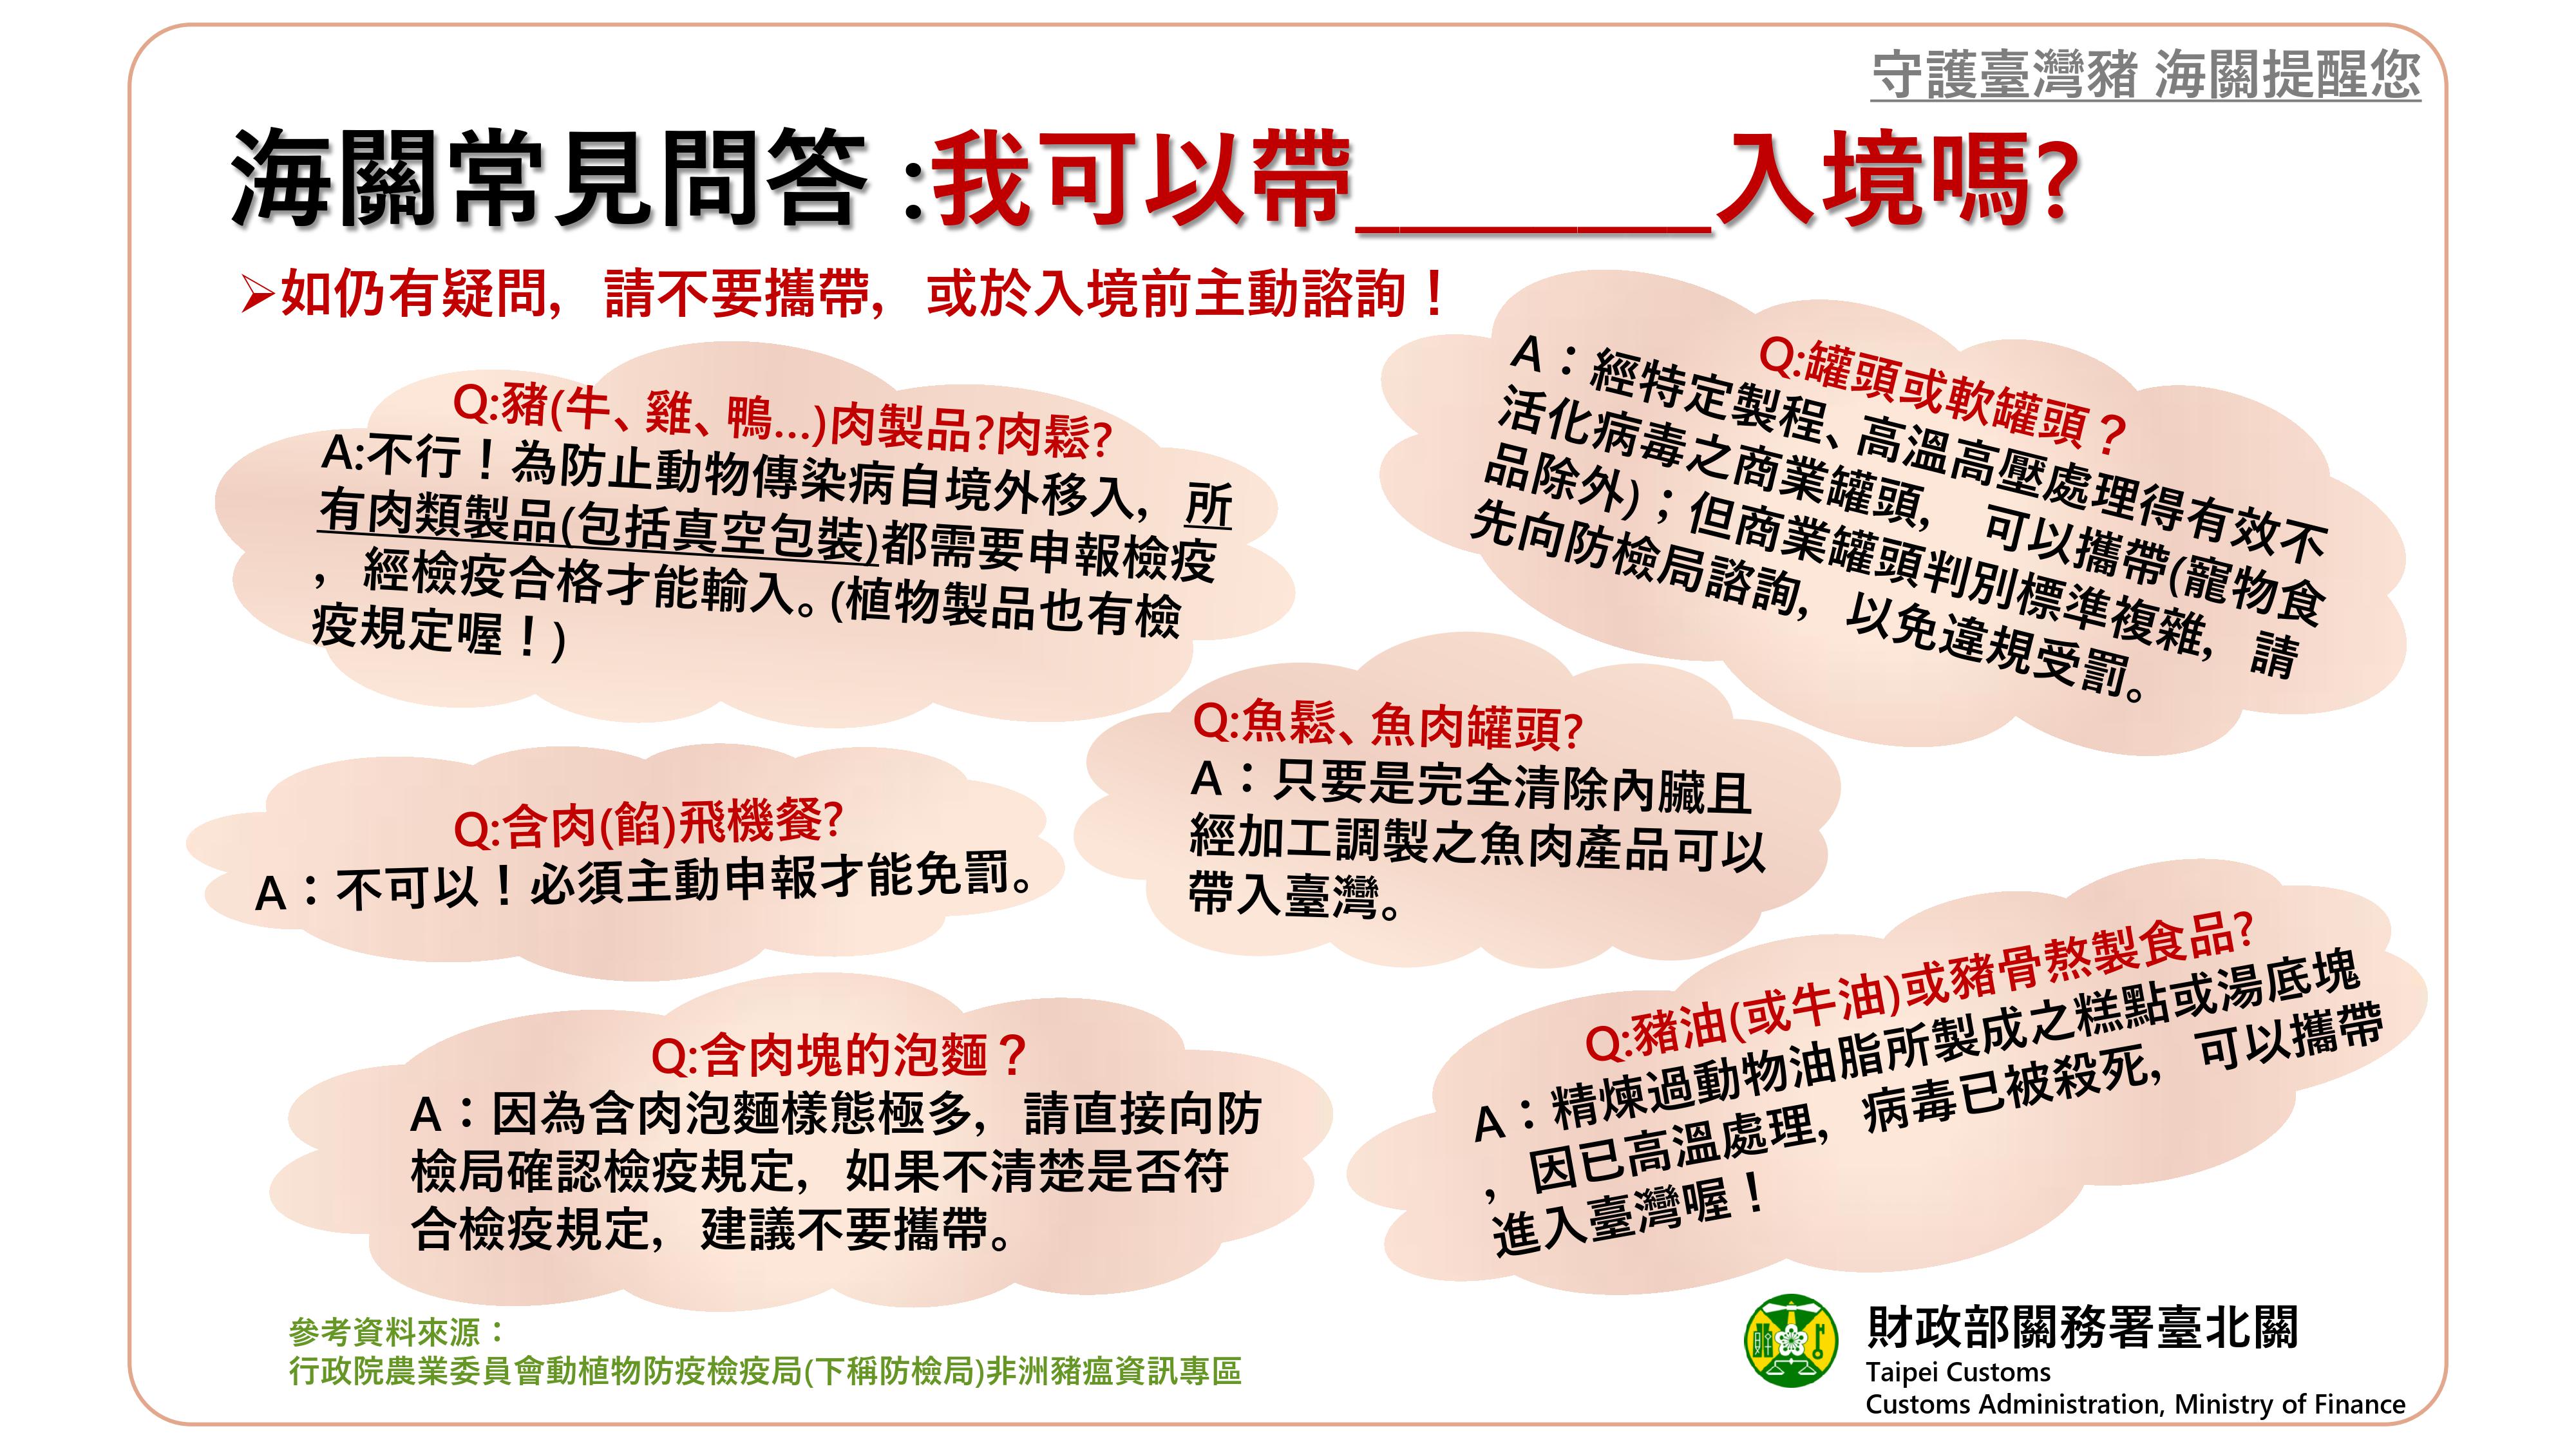 守護臺灣豬 海關提醒您
海關常見問答 :我可以帶______入境嗎?
➢如仍有疑問，請不要攜帶，或於入境前主動諮詢！
Q:豬(牛、雞、鴨…)肉製品?肉鬆?
A:不行！為防止動物傳染病自境外移入，所
有肉類製品(包括真空包裝)都需要申報檢疫
，經檢疫合格才能輸入。(植物製品也有檢
疫規定喔！)
Q:罐頭或軟罐頭？
A：經特定製程、高溫高壓處理得有效不
活化病毒之商業罐頭，可以攜帶(寵物食
品除外)；但商業罐頭判別標準複雜，請
先向防檢局諮詢，以免違規受罰。
Q:魚鬆、魚肉罐頭?
A：只要是完全清除內臟且
經加工調製之魚肉產品可以
帶入臺灣。
Q:含肉(餡)飛機餐?
A：不可以！必須主動申報才能免罰。
Q:豬油(或牛油)或豬骨熬製食品?
A：精煉過動物油脂所製成之糕點或湯底塊
，因已高溫處理，病毒已被殺死，可以攜帶
進入臺灣喔！
Q:含肉塊的泡麵？
A：因為含肉泡麵樣態極多，請直接向防
檢局確認檢疫規定，如果不清楚是否符
合檢疫規定，建議不要攜帶。
參考資料來源：
行政院農業委員會動植物防疫檢疫局(下稱防檢局)非洲豬瘟資訊專區
財政部關務署臺北關
Taipei Customs
Customs Administration, Ministry of Finance